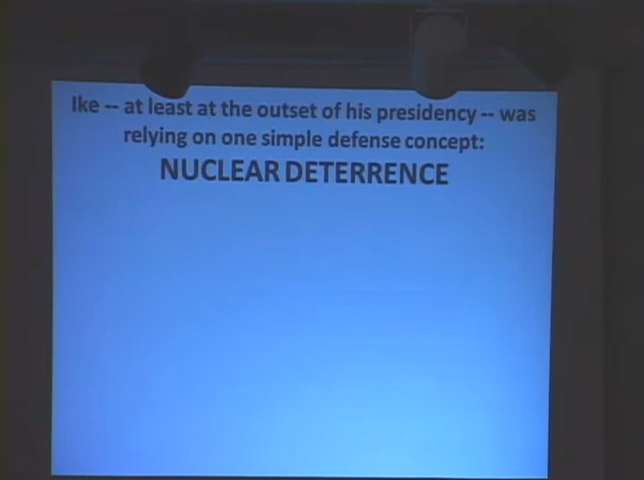 Ike -- at least at the outset of his presidency -- was
relying on one simple defense concept:
NUCLEAR DETERRENCE